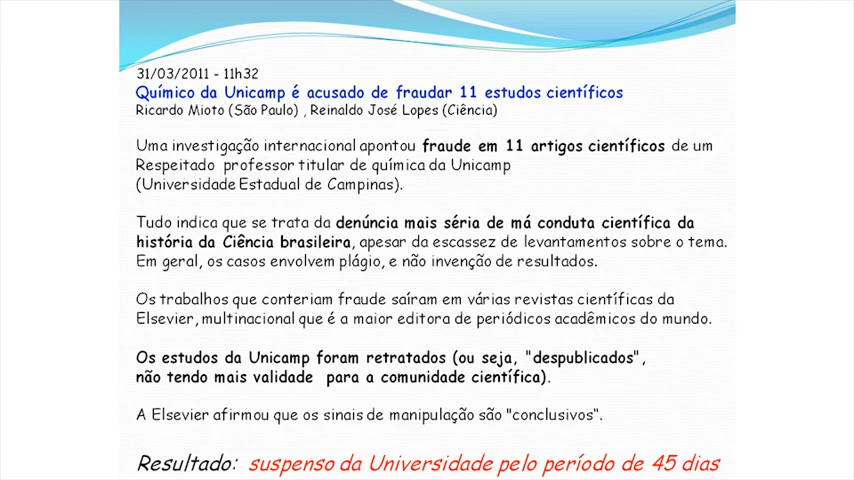 31/03/2011 - 11h32
Químico da Unicamp é acusado de fraudar 11 estudos científicos
Ricardo Mioto (São Paulo) , Reinaldo José Lopes (Ciência)
Uma investigação internacional apontou fraude em 11 artigos científicos de um
Respeitado professor titular de química da Unicamp
(Universidade Estadual de Campinas).
Tudo indica que se trata da denúncia mais séria de má conduta científica da
história da Ciência brasileira, apesar da escassez de levantamentos sobre o tema.
Em geral, os casos envolvem plágio, e não invenção de resultados.
Os trabalhos que conteriam fraude saíram em várias revistas científicas da
Elsevier, multinacional que é a maior editora de periódicos acadêmicos do mundo.
Os estudos da Unicamp foram retratados (ou seja, "despublicados",
não tendo mais validade para a comunidade científica).
A Elsevier afirmou que os sinais de manipulação são "conclusivos“.
Resultado: suspenso da Universidade pelo período de 45 dias